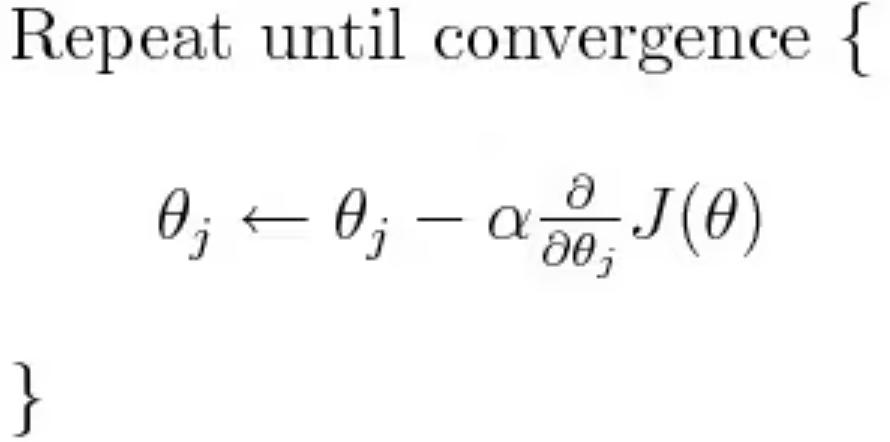 Repeat until convergence {
θ_j ← θ_j − α ∂/∂θ_j J(θ)
}